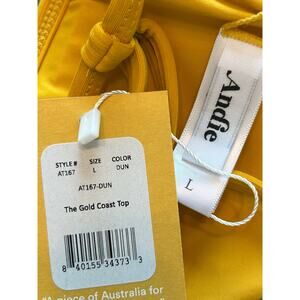 Andie
L
STYLE # SIZE COLOR
AT167 L DUN
AT167-DUN
The Gold Coast Top
8 40155 34373 3
"A piece of Australia for